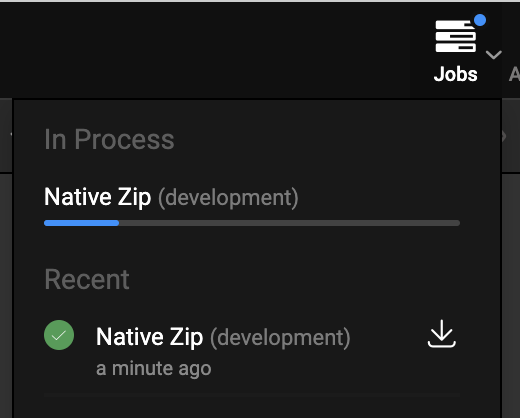 Jobs
A
In Process
Native Zip (development)
Recent
Native Zip (development)
a minute ago